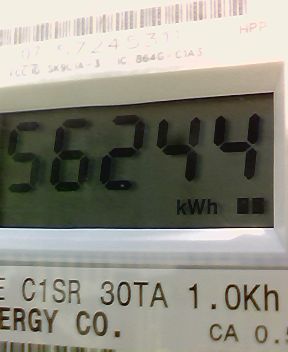 HPP
56244
kWh
E C1SR 30TA 1.0Kh
ERGY CO.
CA 0.5